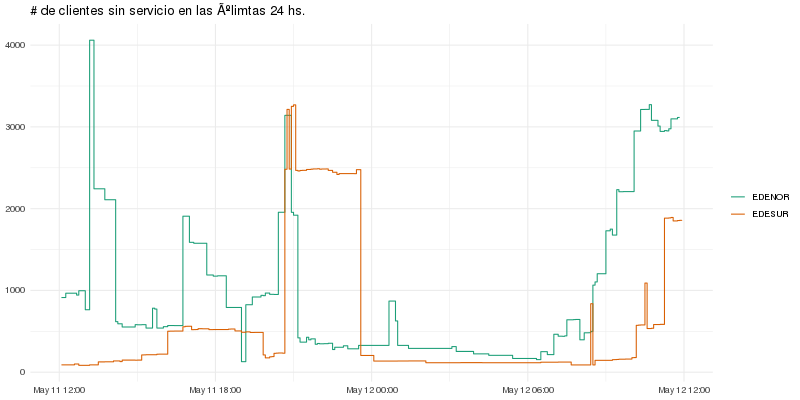 # de clientes sin servicio en las Ãºlimtas 24 hs.
4000
3000
2000
1000
0
May 11 12:00
May 11 18:00
May 12 00:00
May 12 06:00
May 12 12:00
EDENOR
EDESUR